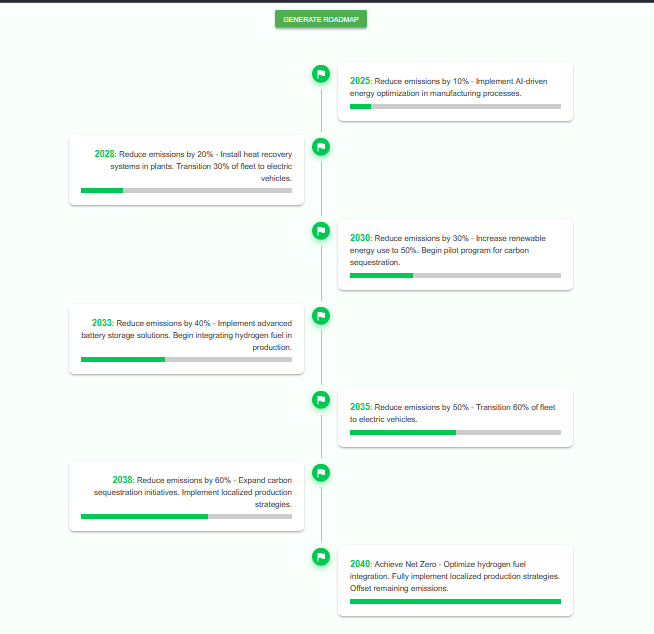 GENERATE ROADMAP
2025: Reduce emissions by 10% - Implement AI-driven
energy optimization in manufacturing processes.
2028: Reduce emissions by 20% - Install heat recovery
systems in plants. Transition 30% of fleet to electric
vehicles.
2030: Reduce emissions by 30% - Increase renewable
energy use to 50%. Begin pilot program for carbon
sequestration.
2033: Reduce emissions by 40% - Implement advanced
battery storage solutions. Begin integrating hydrogen fuel in
production.
2035: Reduce emissions by 50% - Transition 60% of fleet
to electric vehicles.
2038: Reduce emissions by 60% - Expand carbon
sequestration initiatives. Implement localized production
strategies.
2040: Achieve Net Zero - Optimize hydrogen fuel
integration. Fully implement localized production strategies.
Offset remaining emissions.